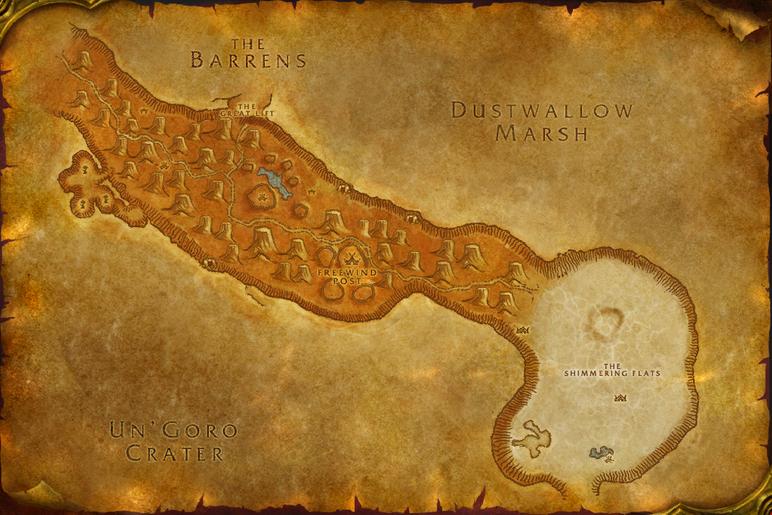 THE
BARRENS
DUSTWALLOW
MARSH
THE
GREAT LIFT
FREEWIND
POST
THE
SHIMMERING FLATS
UN'GORO
CRATER